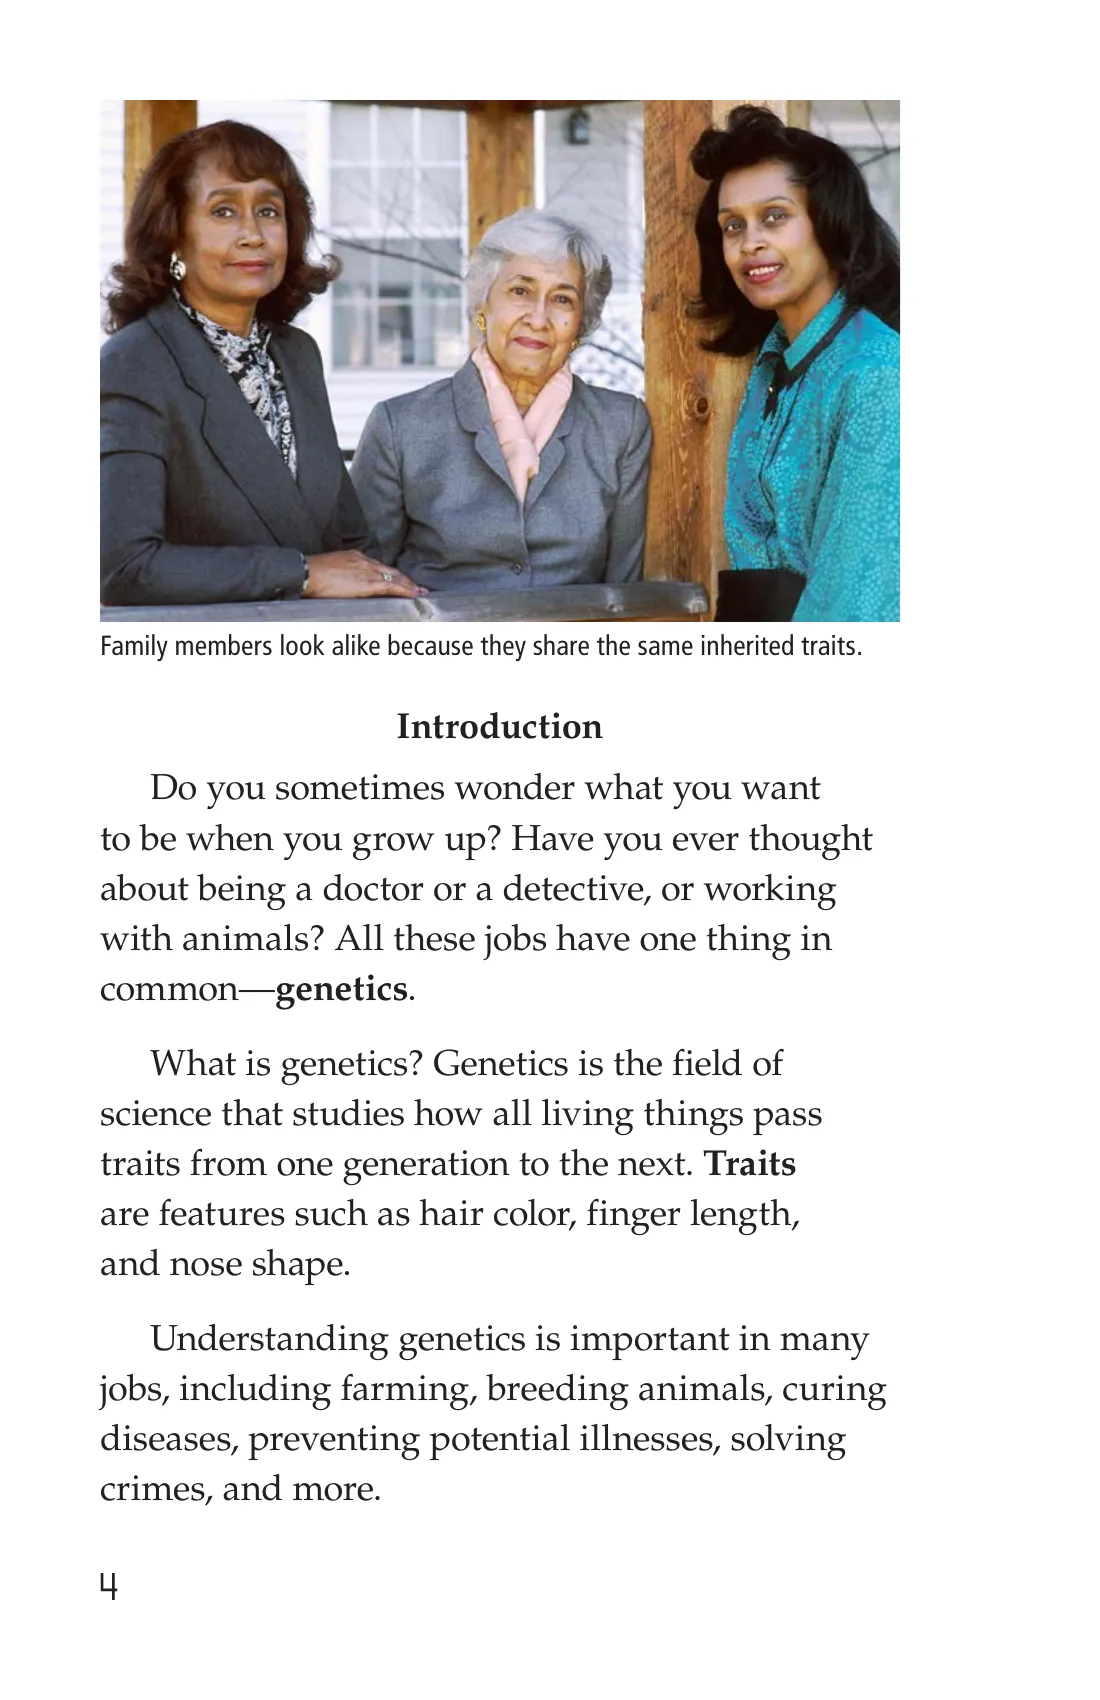 Family members look alike because they share the same inherited traits.
Introduction
Do you sometimes wonder what you want
to be when you grow up? Have you ever thought
about being a doctor or a detective, or working
with animals? All these jobs have one thing in
common—genetics.
What is genetics? Genetics is the field of
science that studies how all living things pass
traits from one generation to the next. Traits
are features such as hair color, finger length,
and nose shape.
Understanding genetics is important in many
jobs, including farming, breeding animals, curing
diseases, preventing potential illnesses, solving
crimes, and more.
4